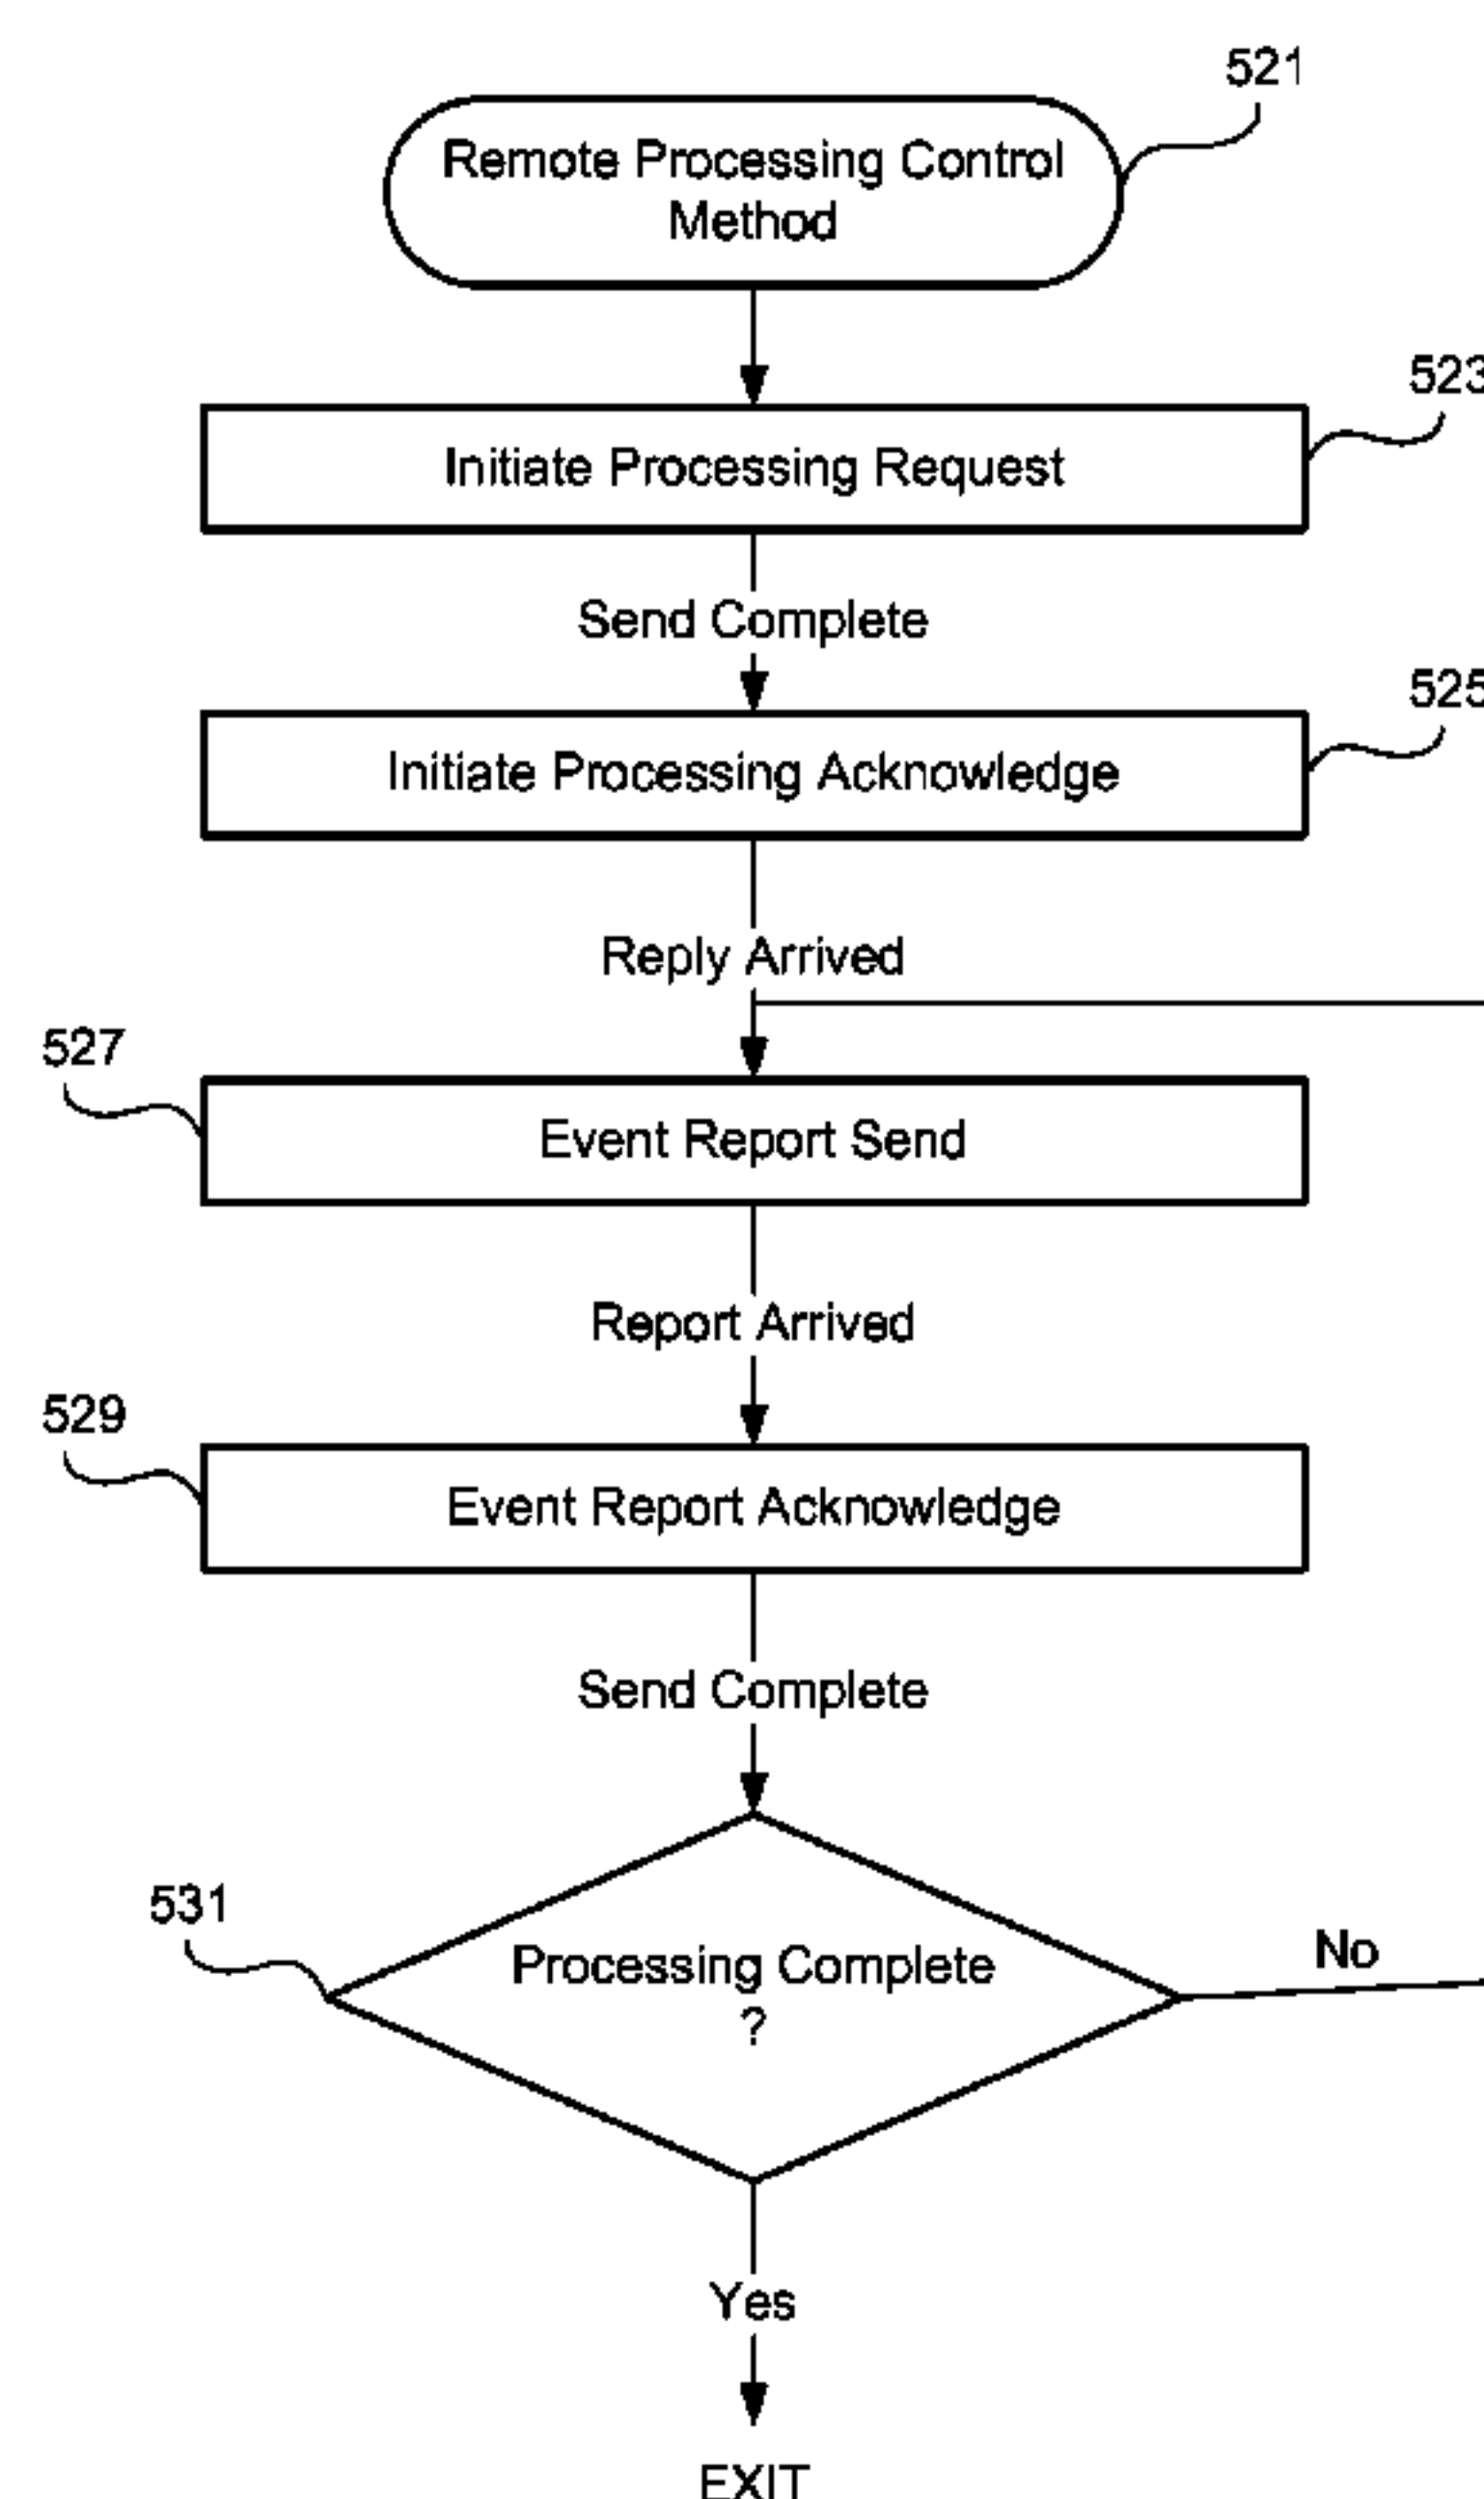 521
Remote Processing Control
Method
523
Initiate Processing Request
Send Complete
525
Initiate Processing Acknowledge
Reply Arrived
527
Event Report Send
Report Arrived
529
Event Report Acknowledge
Send Complete
531
Processing Complete
?
No
Yes
EXIT